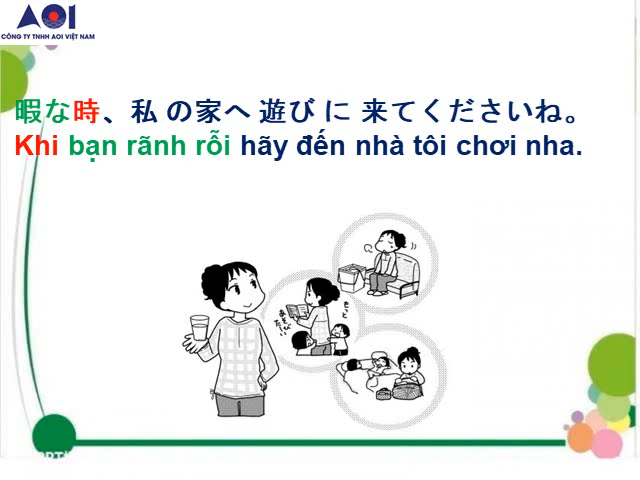 AOI
CÔNG TY TNHH AOI VIỆT NAM
暇な時、私 の家へ 遊び に 来てくださいね。
Khi bạn rãnh rỗi hãy đến nhà tôi chơi nha.